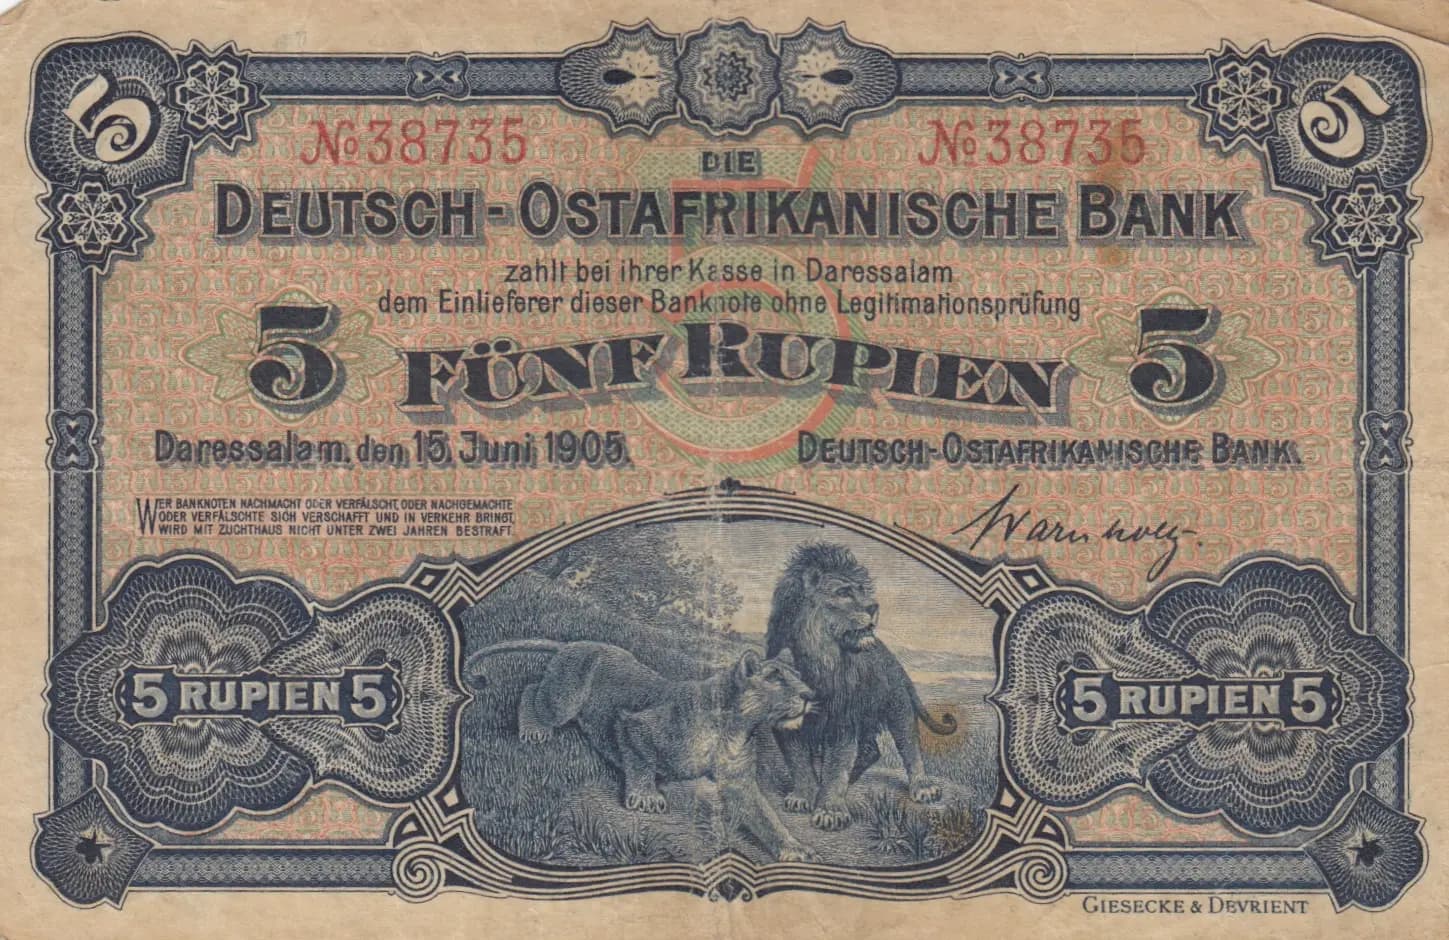 5 5
№38735 №38735
DIE
DEUTSCH-OSTAFRIKANISCHE BANK
zahlt bei ihrer Kasse in Daressalam
dem Einlieferer dieser Banknote ohne Legitimationsprüfung
5 FÜNF RUPIEN 5
Daressalam, den 15. Juni 1905. DEUTSCH-OSTAFRIKANISCHE BANK.
WER BANKNOTEN NACHMACHT ODER VERFÄLSCHT, ODER NACHGEMACHTE
ODER VERFÄLSCHTE SICH VERSCHAFFT UND IN VERKEHR BRINGT,
WIRD MIT ZUCHTHAUS NICHT UNTER ZWEI JAHREN BESTRAFT.
Warnholtz.
5 RUPIEN 5 5 RUPIEN 5
GIESECKE & DEVRIENT